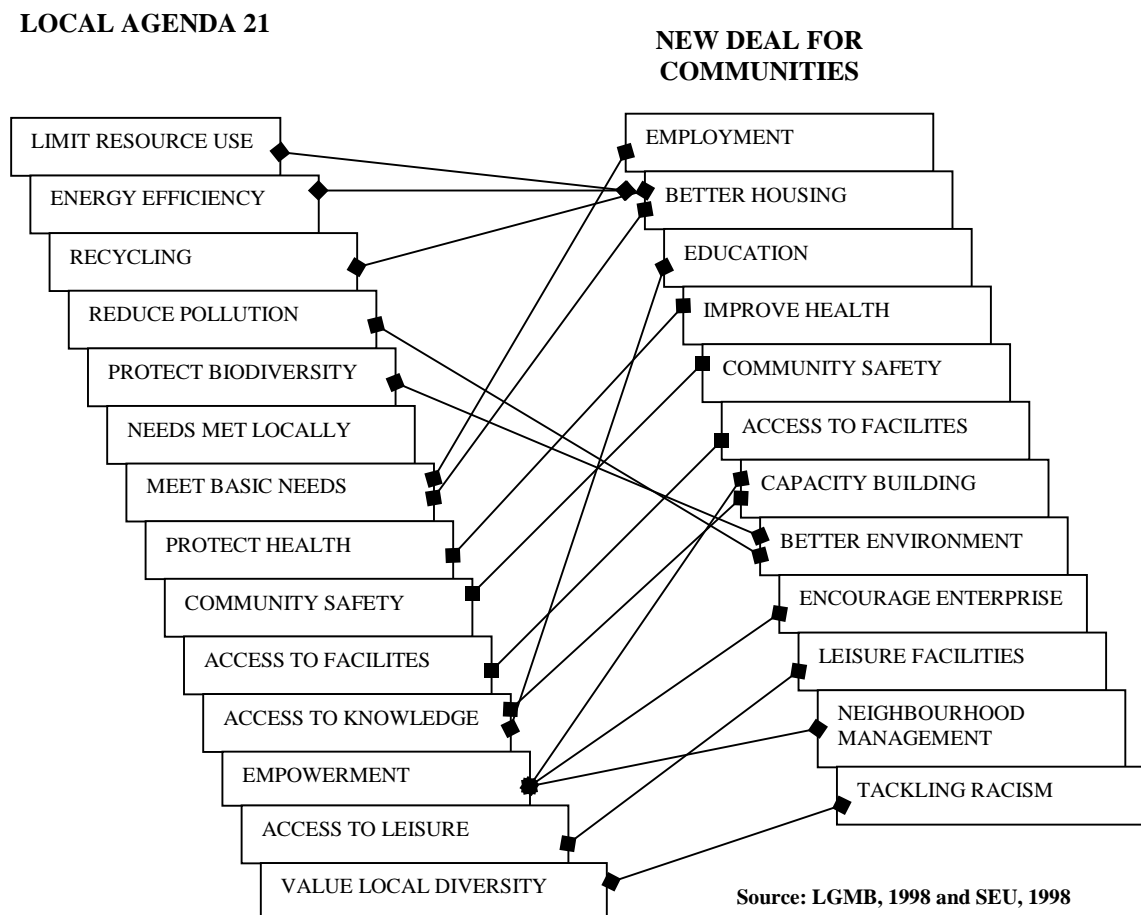 LOCAL AGENDA 21
NEW DEAL FOR
COMMUNITIES
LIMIT RESOURCE USE
ENERGY EFFICIENCY
RECYCLING
REDUCE POLLUTION
PROTECT BIODIVERSITY
NEEDS MET LOCALLY
MEET BASIC NEEDS
PROTECT HEALTH
COMMUNITY SAFETY
ACCESS TO FACILITES
ACCESS TO KNOWLEDGE
EMPOWERMENT
ACCESS TO LEISURE
VALUE LOCAL DIVERSITY
EMPLOYMENT
BETTER HOUSING
EDUCATION
IMPROVE HEALTH
COMMUNITY SAFETY
ACCESS TO FACILITES
CAPACITY BUILDING
BETTER ENVIRONMENT
ENCOURAGE ENTERPRISE
LEISURE FACILITIES
NEIGHBOURHOOD
MANAGEMENT
TACKLING RACISM
Source: LGMB, 1998 and SEU, 1998